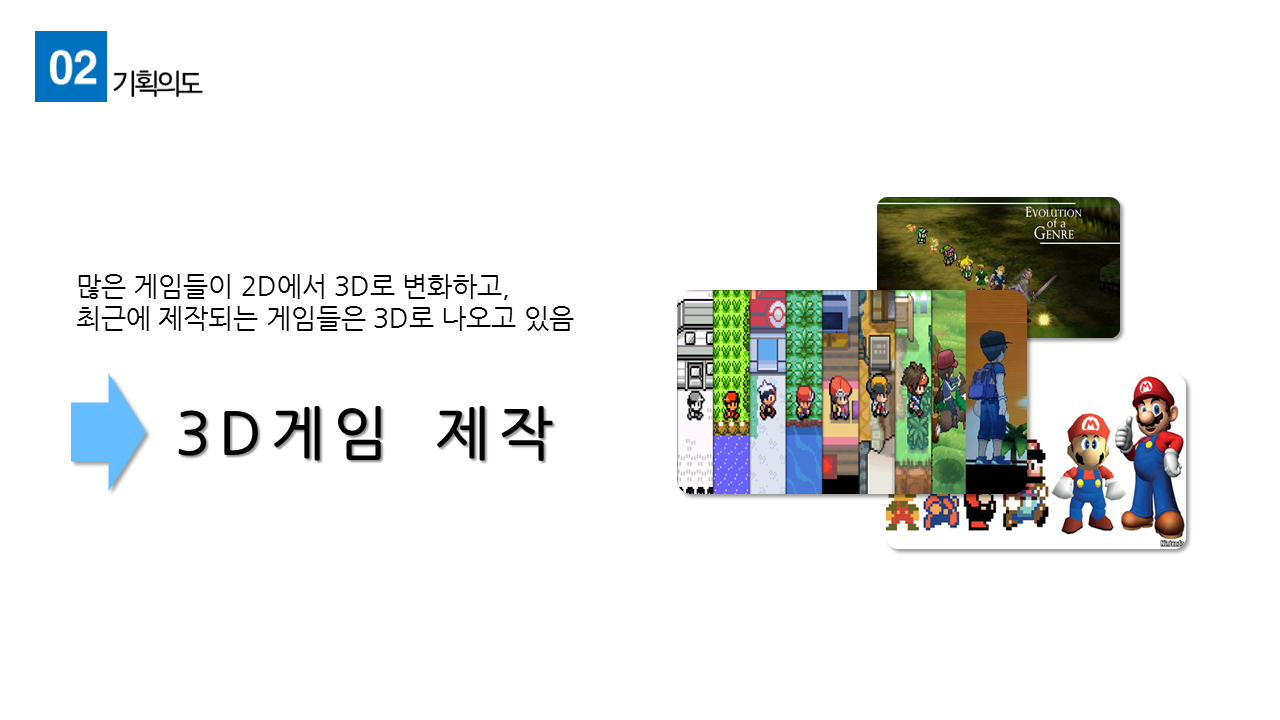 02
기획의도
많은 게임들이 2D에서 3D로 변화하고,
최근에 제작되는 게임들은 3D로 나오고 있음
3D게임 제작
EVOLUTION
of a
GENRE
Nintendo